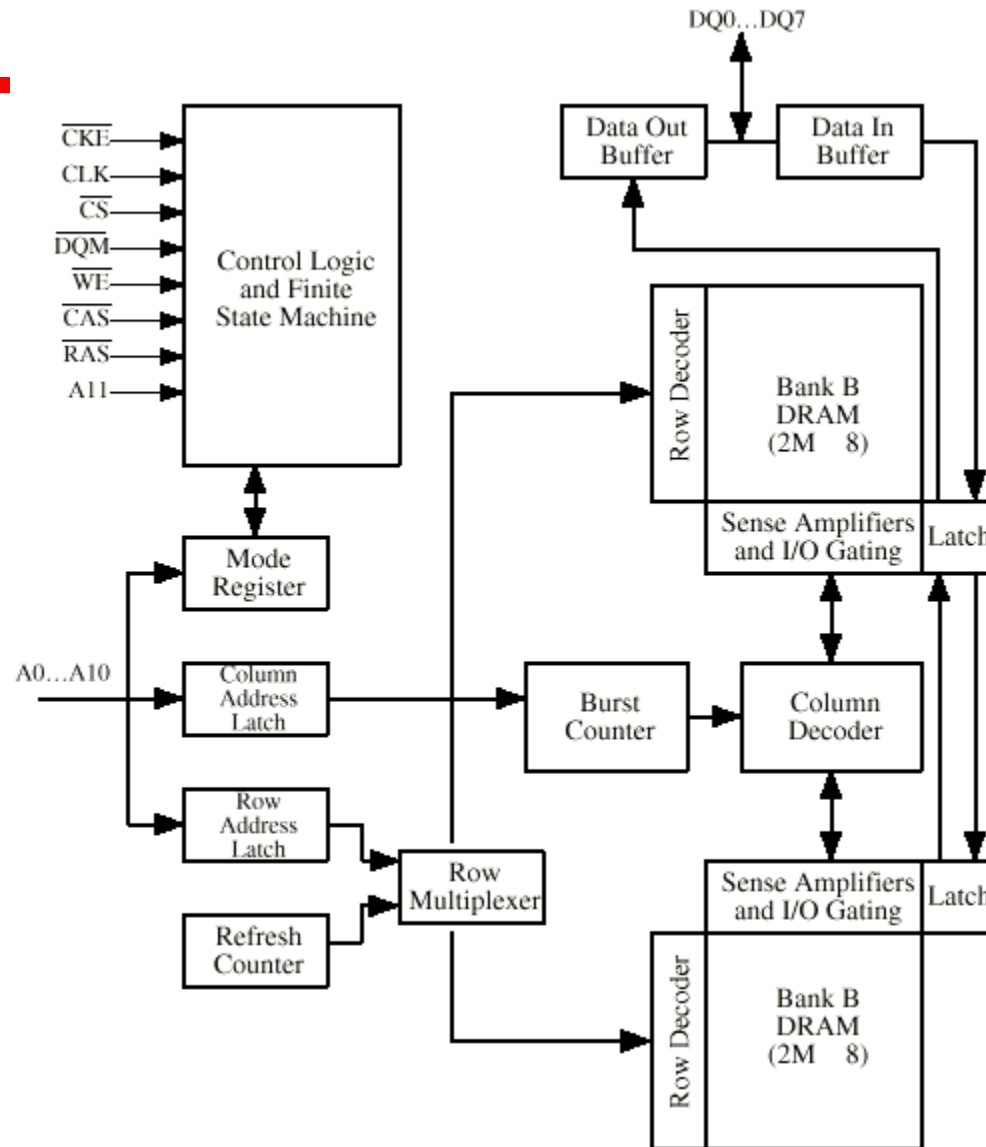 DQ0...DQ7
Data Out
Buffer
Data In
Buffer
CKE
CLK
CS
DQM
WE
CAS
RAS
A11
Control Logic
and Finite
State Machine
Row Decoder
Bank B
DRAM
(2M 8)
Sense Amplifiers
and I/O Gating
Latch
Mode
Register
A0...A10
Column
Address
Latch
Burst
Counter
Column
Decoder
Row
Address
Latch
Row
Multiplexer
Refresh
Counter
Sense Amplifiers
and I/O Gating
Latch
Row Decoder
Bank B
DRAM
(2M 8)